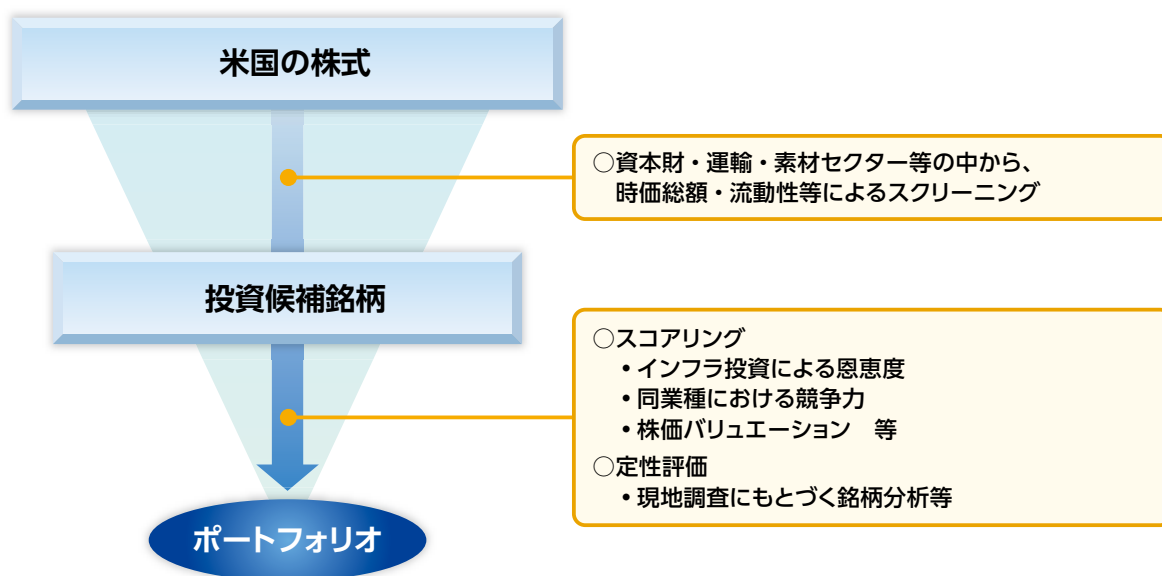 米国の株式
○資本財・運輸・素材セクター等の中から、
時価総額・流動性等によるスクリーニング
投資候補銘柄
○スコアリング
・インフラ投資による恩恵度
・同業種における競争力
・株価バリュエーション　等
○定性評価
・現地調査にもとづく銘柄分析等
ポートフォリオ